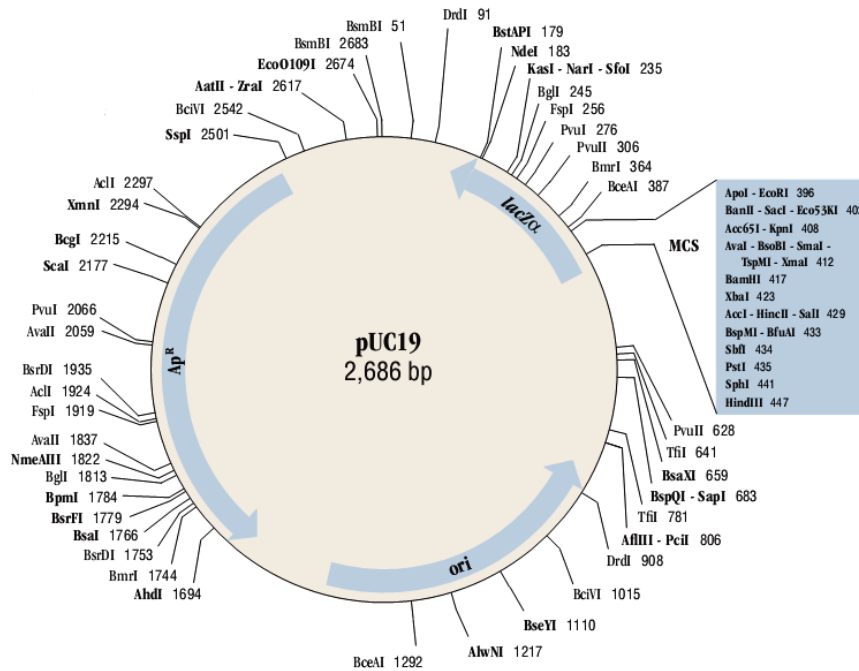 DrdI 91
BsmBI 51
BsmBI 2683
EcoO109I 2674
AatII - ZraI 2617
BciVI 2542
SspI 2501
AclI 2297
XmnI 2294
BcgI 2215
ScaI 2177
PvuI 2066
AvaII 2059
BsrDI 1935
AclI 1924
FspI 1919
AvaII 1837
NmeAIII 1822
BglI 1813
BpmI 1784
BsrFI 1779
BsaI 1766
BsrDI 1753
BmrI 1744
AhdI 1694
BstAPI 179
NdeI 183
KasI - NarI - SfoI 235
BglI 245
FspI 256
PvuI 276
PvuII 306
BmrI 364
BceAI 387
MCS
ApoI - EcoRI 396
BanII - SacI - Eco53KI 402
Acc65I - KpnI 408
AvaI - BsoBI - SmaI -
TspMI - XmaI 412
BamHI 417
XbaI 423
AccI - HincII - SalI 429
BspMI - BfuAI 433
SbfI 434
PstI 435
SphI 441
HindIII 447
lacZα
pUC19
2,686 bp
ApR
ori
PvuII 628
TfiI 641
BsaXI 659
BspQI - SapI 683
TfiI 781
AflIII - PciI 806
DrdI 908
BciVI 1015
BseYI 1110
AlwNI 1217
BceAI 1292